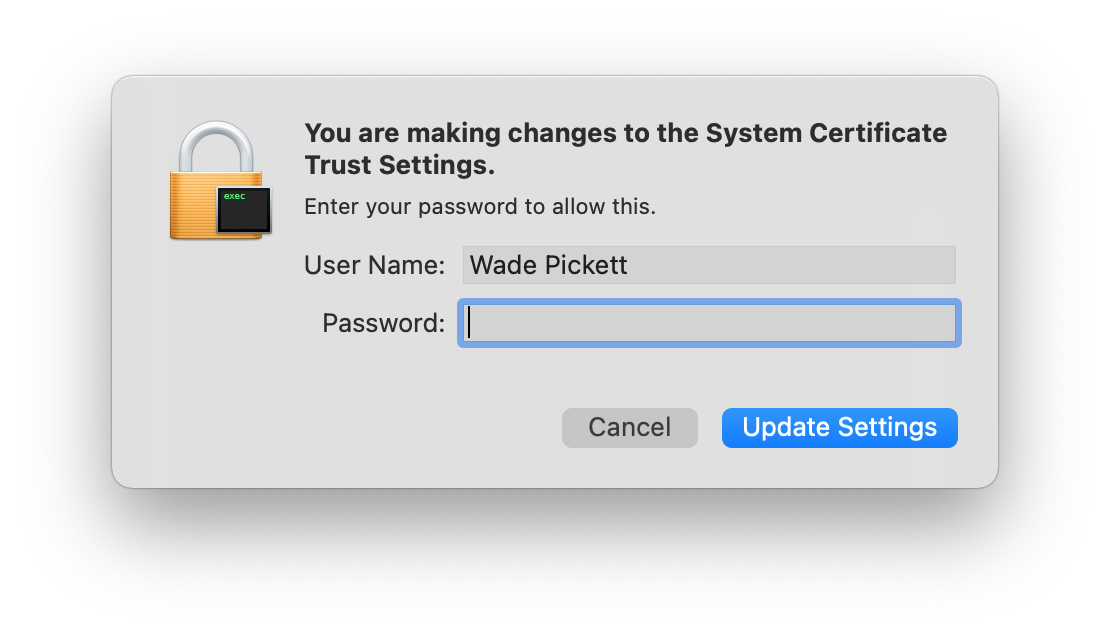 You are making changes to the System Certificate
Trust Settings.
exec
Enter your password to allow this.
User Name: Wade Pickett
Password:
Cancel Update Settings